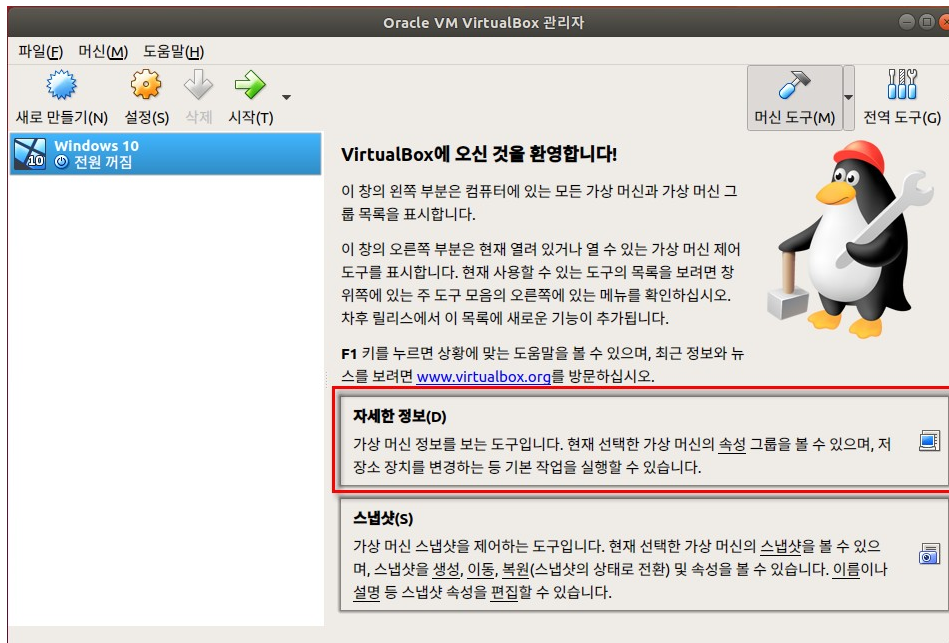 Oracle VM VirtualBox 관리자
파일(F) 머신(M) 도움말(H)
새로 만들기(N) 설정(S) 삭제 시작(T) 머신 도구(M) 전역 도구(G)
Windows 10
10 전원 꺼짐
VirtualBox에 오신 것을 환영합니다!
이 창의 왼쪽 부분은 컴퓨터에 있는 모든 가상 머신과 가상 머신 그
룹 목록을 표시합니다.
이 창의 오른쪽 부분은 현재 열려 있거나 열 수 있는 가상 머신 제어
도구를 표시합니다. 현재 사용할 수 있는 도구의 목록을 보려면 창
위쪽에 있는 주 도구 모음의 오른쪽에 있는 메뉴를 확인하십시오.
차후 릴리스에서 이 목록에 새로운 기능이 추가됩니다.
F1 키를 누르면 상황에 맞는 도움말을 볼 수 있으며, 최근 정보와 뉴
스를 보려면 www.virtualbox.org를 방문하십시오.
자세한 정보(D)
가상 머신 정보를 보는 도구입니다. 현재 선택한 가상 머신의 속성 그룹을 볼 수 있으며, 저
장소 장치를 변경하는 등 기본 작업을 실행할 수 있습니다.
스냅샷(S)
가상 머신 스냅샷을 제어하는 도구입니다. 현재 선택한 가상 머신의 스냅샷을 볼 수 있으
며, 스냅샷을 생성, 이동, 복원(스냅샷의 상태로 전환) 및 속성을 볼 수 있습니다. 이름이나
설명 등 스냅샷 속성을 편집할 수 있습니다.